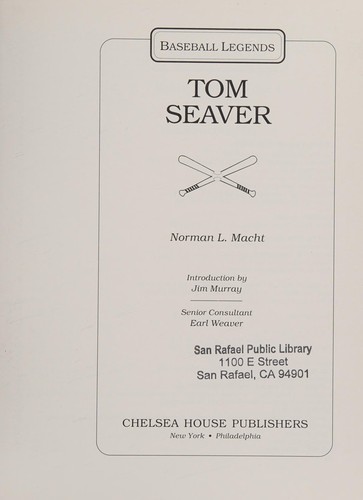 BASEBALL LEGENDS
TOM
SEAVER
Norman L. Macht
Introduction by
Jim Murray
Senior Consultant
Earl Weaver
San Rafael Public Library
1100 E Street
San Rafael, CA 94901
CHELSEA HOUSE PUBLISHERS
New York • Philadelphia